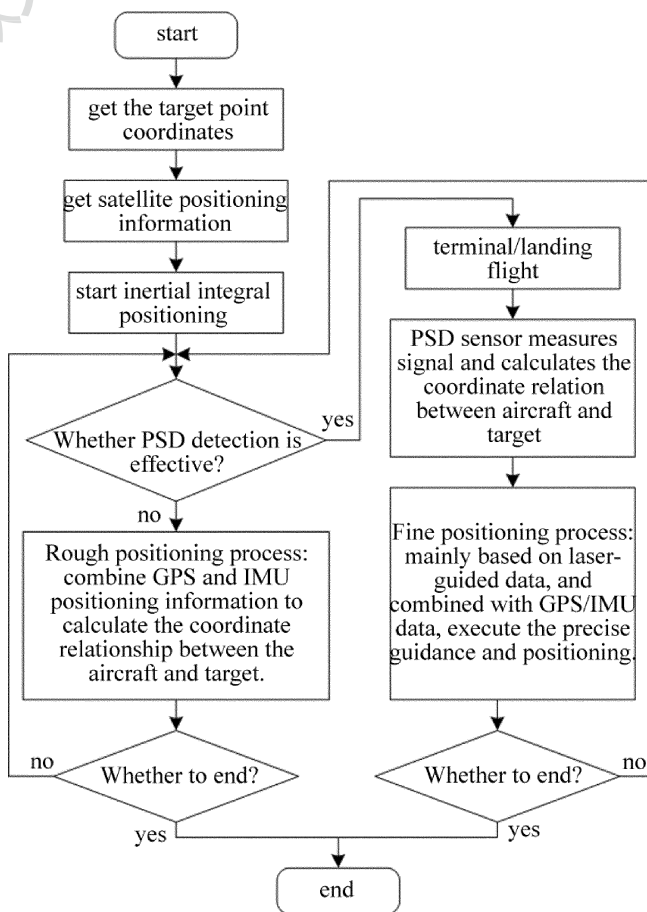 start
get the target point
coordinates
get satellite positioning
information
start inertial integral
positioning
Whether PSD detection is
effective?
yes
no
Rough positioning process:
combine GPS and IMU
positioning information to
calculate the coordinate
relationship between the
aircraft and target.
Whether to end?
no
yes
terminal/landing
flight
PSD sensor measures
signal and calculates the
coordinate relation
between aircraft and
target
Fine positioning process:
mainly based on laser-
guided data, and
combined with GPS/IMU
data, execute the precise
guidance and positioning.
Whether to end?
no
yes
end